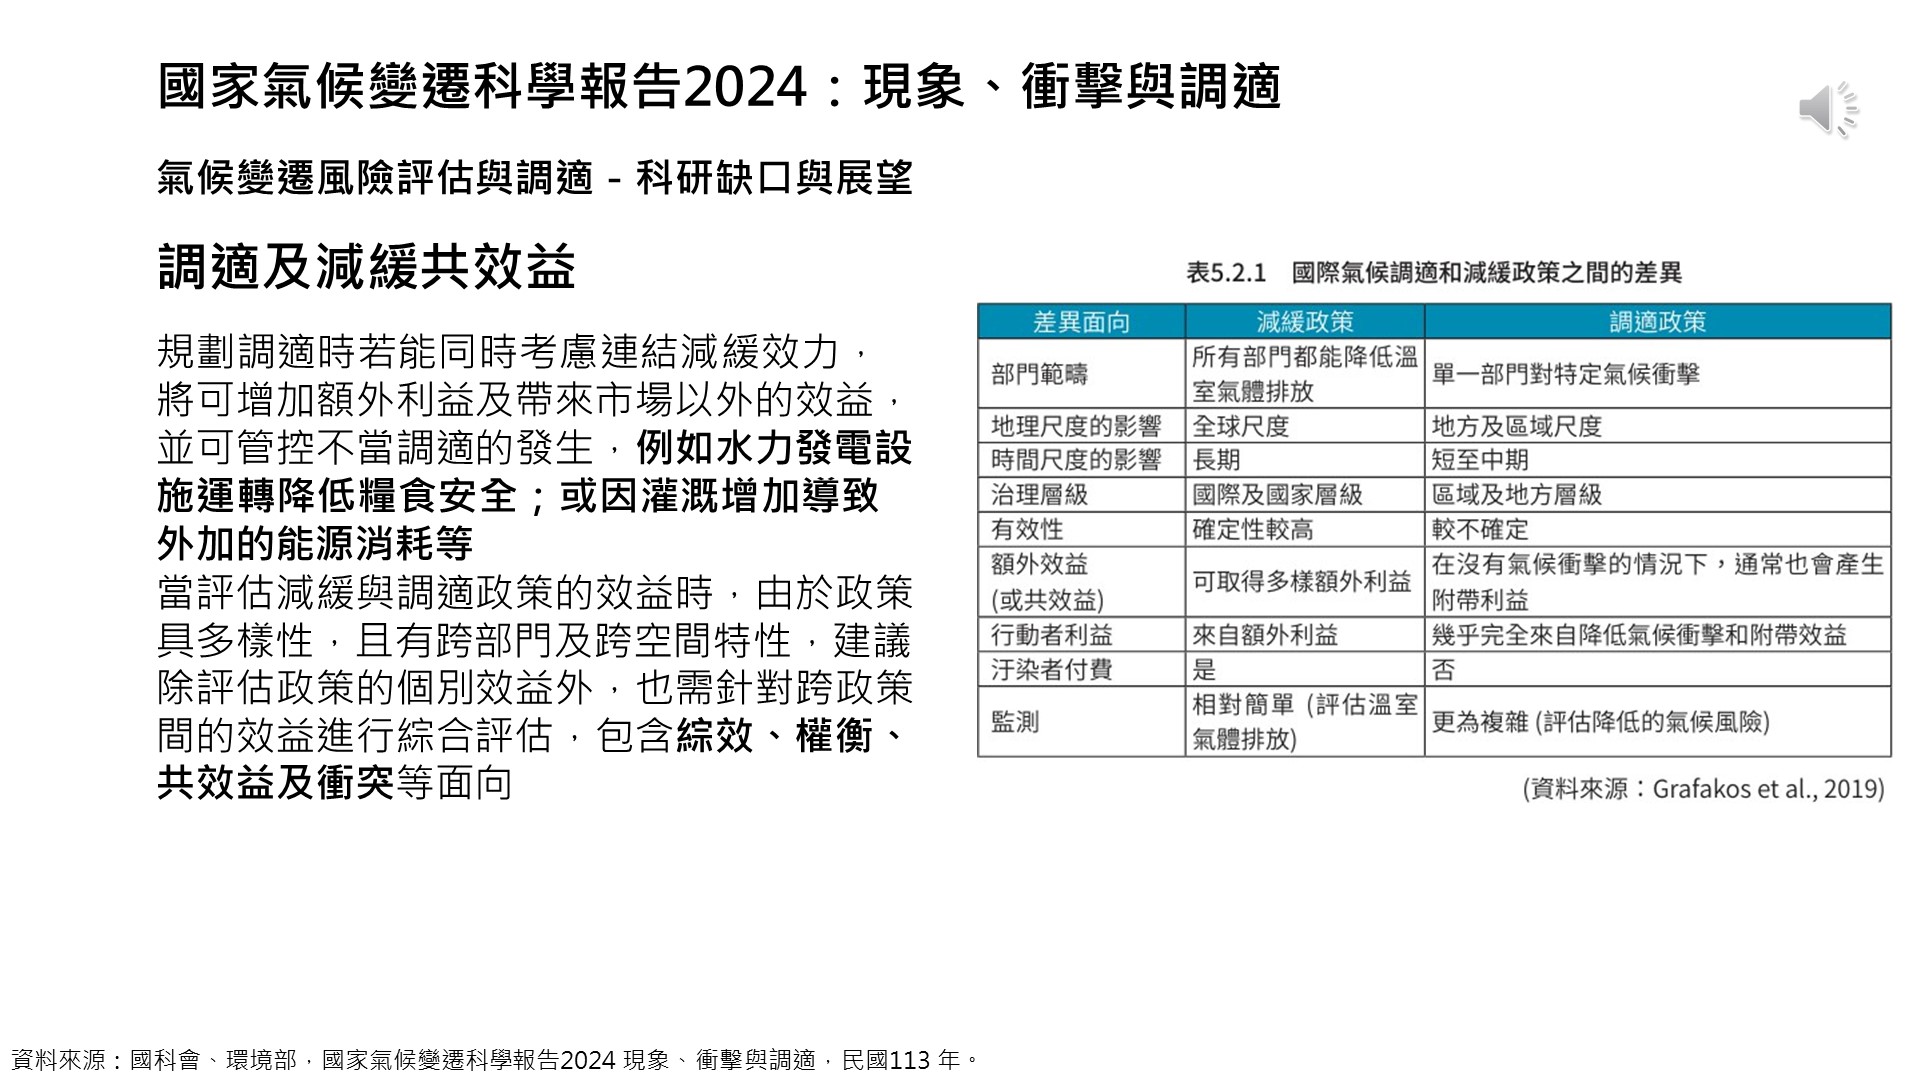 國家氣候變遷科學報告2024：現象、衝擊與調適
氣候變遷風險評估與調適 - 科研缺口與展望
調適及減緩共效益
規劃調適時若能同時考慮連結減緩效力，
將可增加額外利益及帶來市場以外的效益，
並可管控不當調適的發生，例如水力發電設
施運轉降低糧食安全；或因灌溉增加導致
外加的能源消耗等
當評估減緩與調適政策的效益時，由於政策
具多樣性，且有跨部門及跨空間特性，建議
除評估政策的個別效益外，也需針對跨政策
間的效益進行綜合評估，包含綜效、權衡、
共效益及衝突等面向
表5.2.1 國際氣候調適和減緩政策之間的差異
差異面向 減緩政策 調適政策
部門範疇 所有部門都能降低溫室氣體排放 單一部門對特定氣候衝擊
地理尺度的影響 全球尺度 地方及區域尺度
時間尺度的影響 長期 短至中期
治理層級 國際及國家層級 區域及地方層級
有效性 確定性較高 較不確定
額外效益(或共效益) 可取得多樣額外利益 在沒有氣候衝擊的情況下，通常也會產生附帶利益
行動者利益 來自額外利益 幾乎完全來自降低氣候衝擊和附帶效益
汙染者付費 是 否
監測 相對簡單 (評估溫室氣體排放) 更為複雜 (評估降低的氣候風險)
(資料來源：Grafakos et al., 2019)
資料來源：國科會、環境部，國家氣候變遷科學報告2024 現象、衝擊與調適，民國113 年。